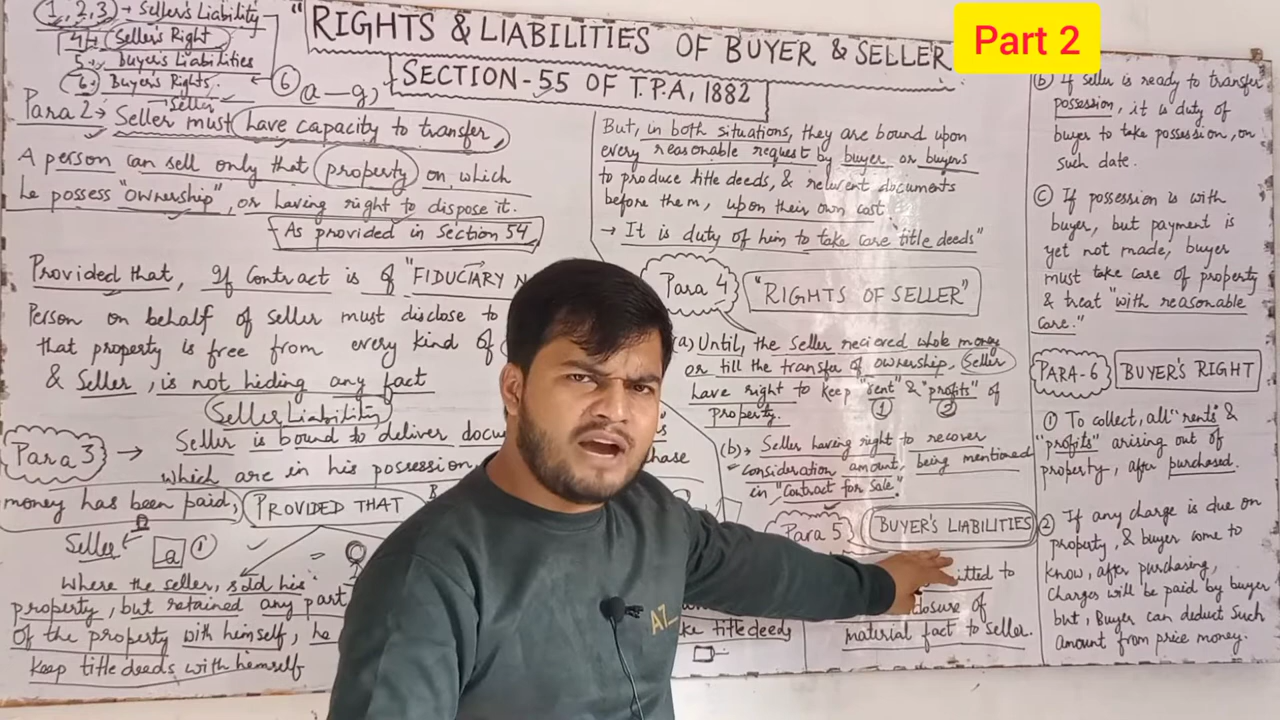 1, 2, 3) → Seller's Liability
4 → Seller's Right
5 → Buyer's Liabilities
6. Buyer's Rights
"RIGHTS & LIABILITIES OF BUYER & SELLER
Part 2
SECTION-55 OF T.P.A, 1882
6 (a-g)
Para 2 → Seller must have capacity to transfer,
Seller
A person can sell only that property on which
he possess "ownership", or having right to dispose it.
As provided in Section 54
Provided that, If Contract is of "FIDUCIARY N
Person on behalf of seller must disclose to
that property is free from every kind of
& Seller, is not hiding any fact
Seller Liability
Para 3 → Seller is bound to deliver docu
which are in his possession,
hase
money has been paid, PROVIDED THAT
Seller a 1
Where the seller, sold his
property, but retained any part
of the property with himself, he
keep title deeds with hemself
But, in both situations, they are bound upon
every reasonable request by buyer or buyers
to produce title deeds, & relevent documents
before them, upon their own cost.
→ It is duty of him to take care title deeds"
Para 4 "RIGHTS OF SELLER"
(a) Until, the seller recieved whole money
or till the transfer of ownership, Seller
have right to keep "rent" & "profits" of
1 2
property.
(b) → Seller having right to recover
consideration amount, being mentioned
in "Contract for Sale."
Para 5 BUYER'S LIABILITIES
itted to
closure of
material fact to seller.
ke title deeds
(b) If seller is ready to transfer
possession, it is duty of
buyer to take possession, on
such date.
(c) If possession is with
buyer, but payment is
yet not made, buyer
must take care of property
& treat "with reasonable
care."
PARA-6 BUYER'S RIGHT
1 To collect, all "rents" &
"profits" arising out of
property, after purchased.
2 If any charge is due on
property, & buyer come to
know, after purchasing,
Charges will be paid by buyer
but, Buyer can deduct such
amount from price money.
AZ